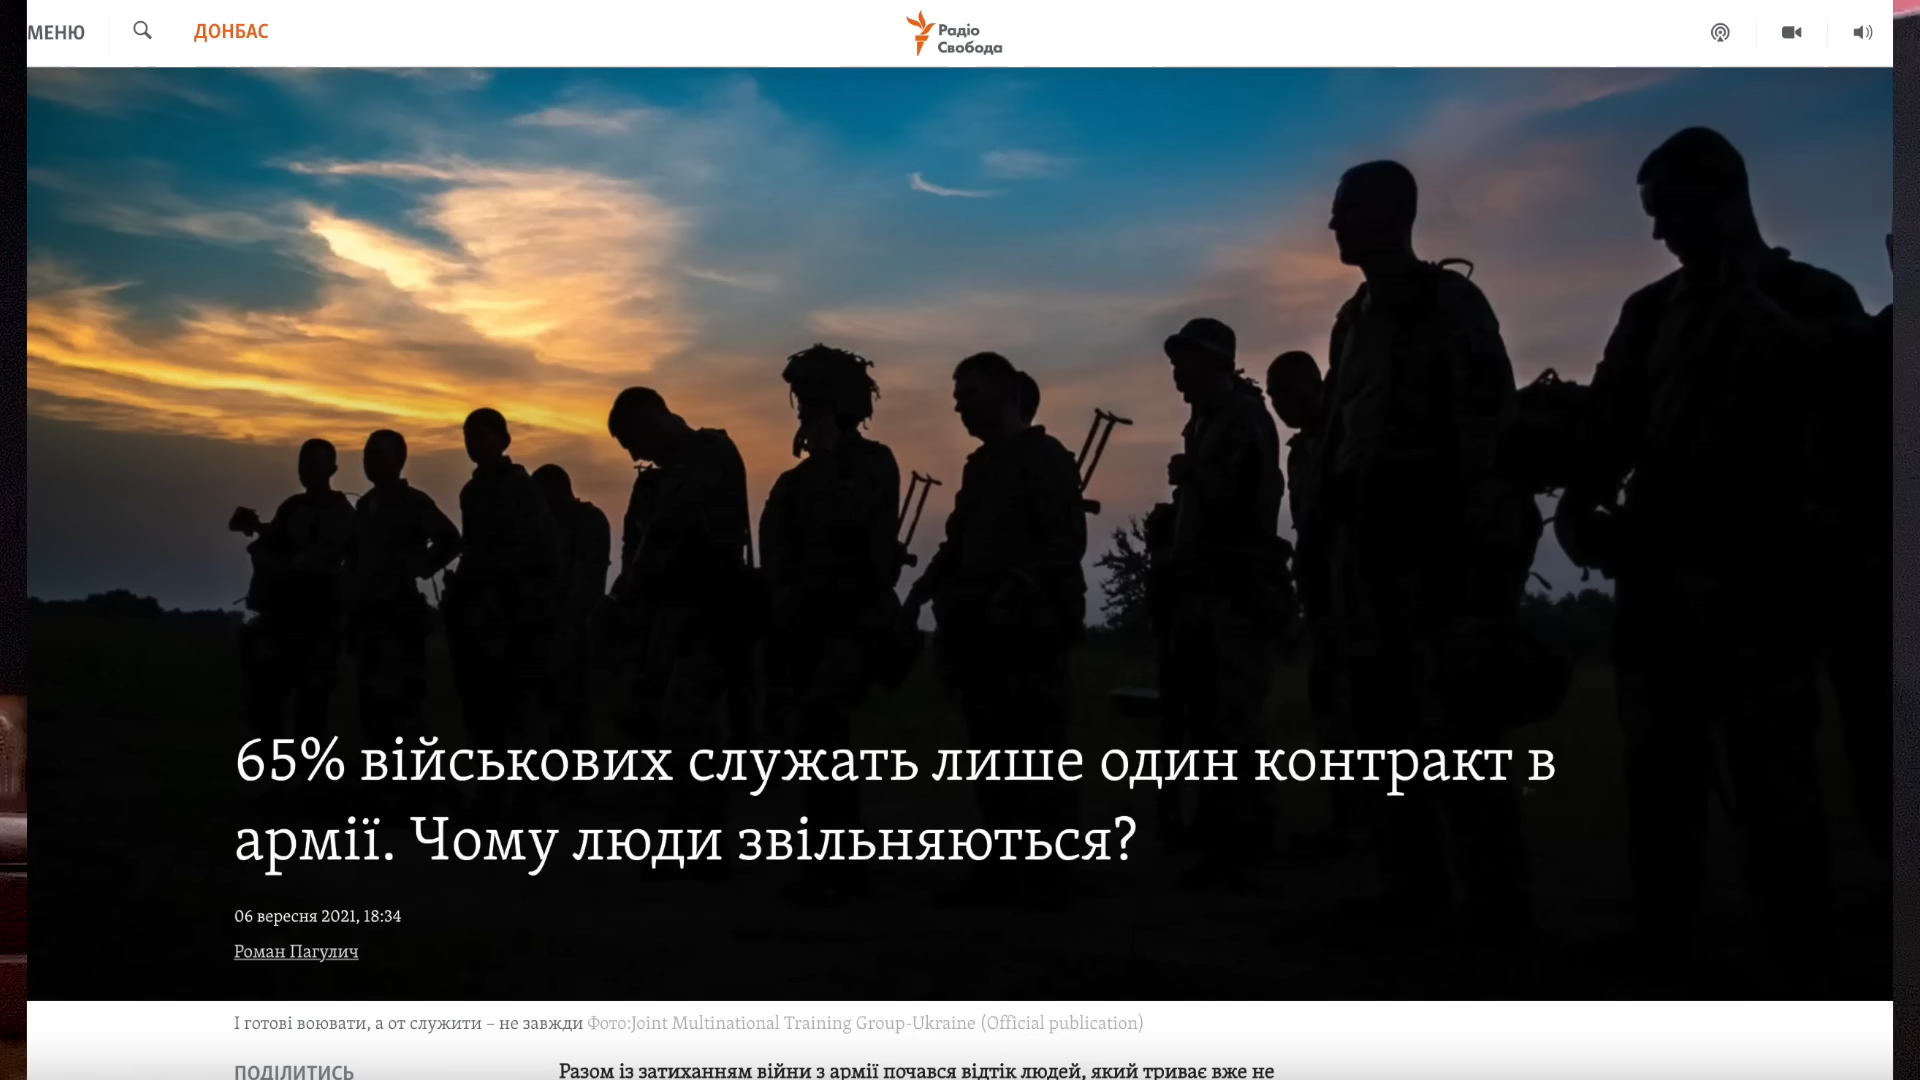 МЕНЮ
ДОНБАС
Радіо
Свобода
65% військових служать лише один контракт в
армії. Чому люди звільняються?
06 вересня 2021, 18:34
Роман Пагулич
І готові воювати, а от служити – не завжди Фото:Joint Multinational Training Group-Ukraine (Official publication)
ПОДІЛИТИСЬ
Разом із затиханням війни з армії почався відтік людей, який триває вже не